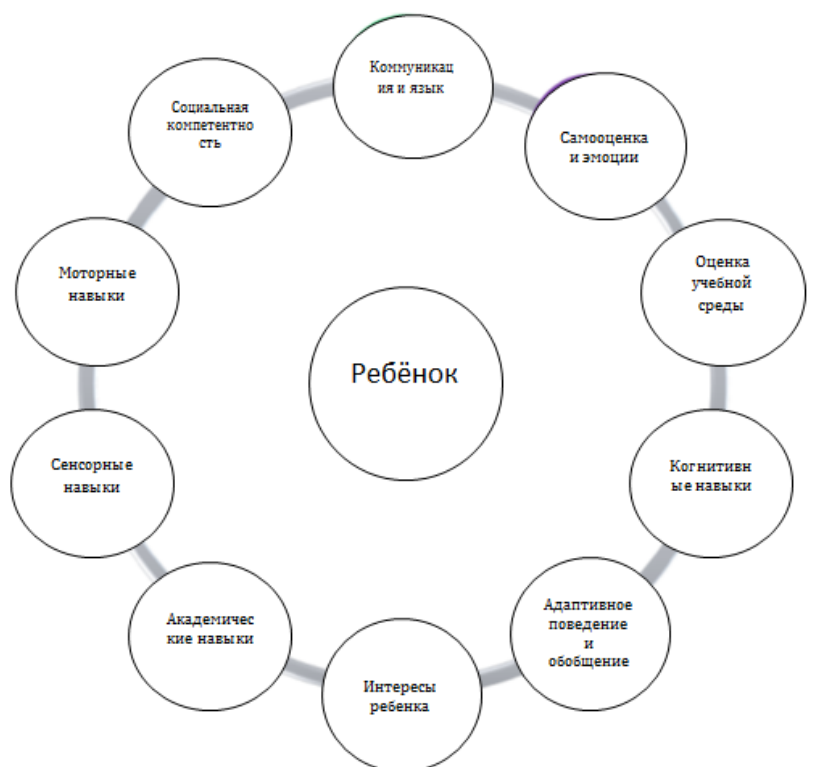 Коммуникац
ия и язык
Самооценка
и эмоции
Оценка
учебной
среды
Когнитивн
ые навыки
Адаптивное
поведение
и
обобщение
Интересы
ребенка
Академичес
кие навыки
Сенсорные
навыки
Моторные
навыки
Социальная
компетентно
сть
Ребёнок